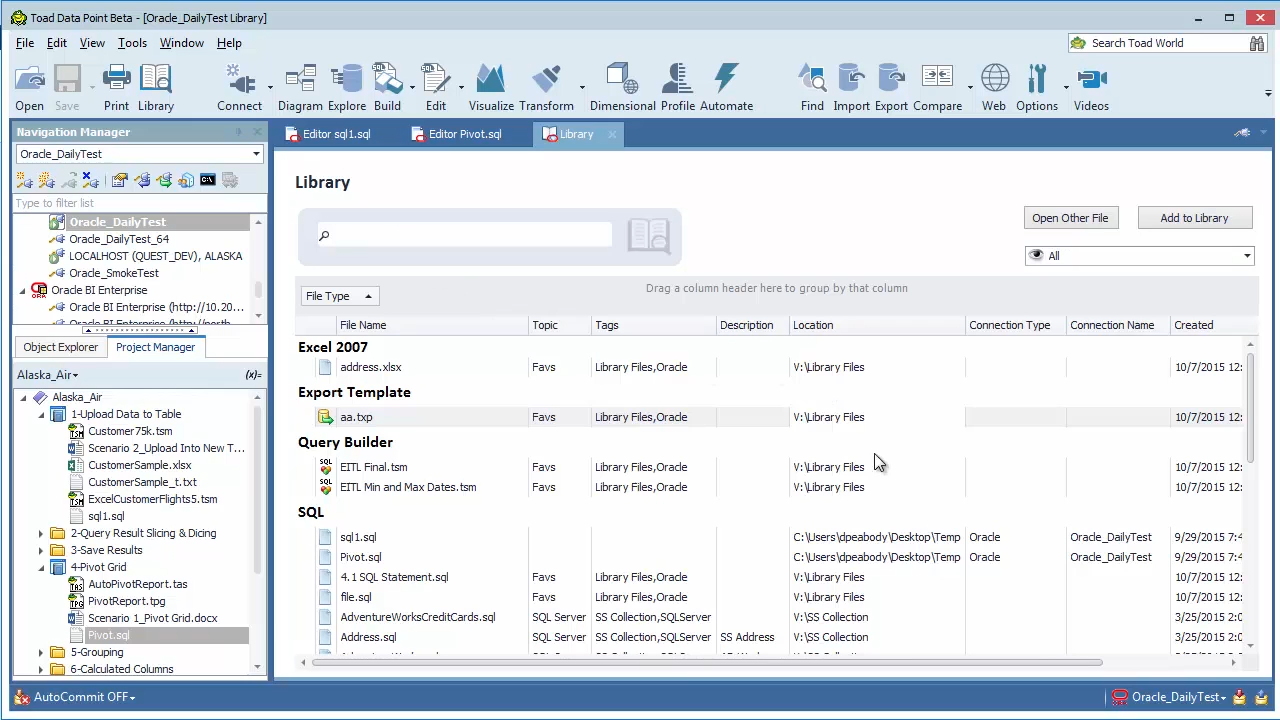 Toad Data Point Beta - [Oracle_DailyTest Library]
File Edit View Tools Window Help
Search Toad World
Open Save Print Library Connect Diagram Explore Build Edit Visualize Transform Dimensional Profile Automate Find Import Export Compare Web Options Videos
Navigation Manager
Oracle_DailyTest
Type to filter list
Oracle_DailyTest
Oracle_DailyTest_64
LOCALHOST (QUEST_DEV), ALASKA
Oracle_SmokeTest
Oracle BI Enterprise
Oracle BI Enterprise (http://10.20...
Object Explorer Project Manager
Alaska_Air
(x)=
Alaska_Air
1-Upload Data to Table
Customer75k.tsm
Scenario 2_Upload Into New T...
CustomerSample.xlsx
CustomerSample_t.txt
ExcelCustomerFlights5.tsm
sql1.sql
2-Query Result Slicing & Dicing
3-Save Results
4-Pivot Grid
AutoPivotReport.tas
PivotReport.tpg
Scenario 1_Pivot Grid.docx
Pivot.sql
5-Grouping
6-Calculated Columns
Editor sql1.sql Editor Pivot.sql Library
Library
Open Other File Add to Library
All
Drag a column header here to group by that column
File Type
File Name Topic Tags Description Location Connection Type Connection Name Created
Excel 2007
address.xlsx Favs Library Files,Oracle V:\Library Files 10/7/2015 12:
Export Template
aa.txp Favs Library Files,Oracle V:\Library Files 10/7/2015 12:
Query Builder
EITL Final.tsm Favs Library Files,Oracle V:\Library Files 10/7/2015 12:
EITL Min and Max Dates.tsm Favs Library Files,Oracle V:\Library Files 10/7/2015 12:
SQL
sql1.sql C:\Users\dpeabody\Desktop\Temp Oracle Oracle_DailyTest 9/29/2015 7:4
Pivot.sql C:\Users\dpeabody\Desktop\Temp Oracle Oracle_DailyTest 9/29/2015 7:4
4.1 SQL Statement.sql Favs Library Files,Oracle V:\Library Files 10/7/2015 12:
file.sql Favs Library Files,Oracle V:\Library Files 10/7/2015 12:
AdventureWorksCreditCards.sql SQL Server SS Collection,SQLServer V:\SS Collection 3/25/2015 2:0
Address.sql SQL Server SS Collection,SQLServer SS Address V:\SS Collection 3/25/2015 2:0
AutoCommit OFF
Oracle_DailyTest